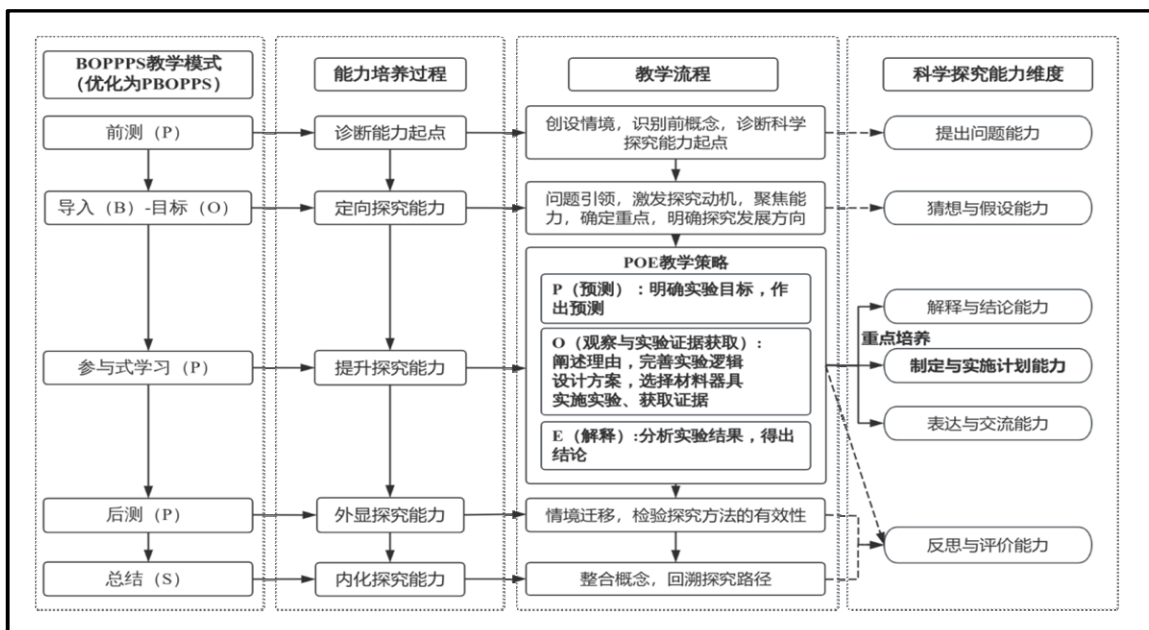 BOPPPS教学模式
（优化为PBOPPS）
能力培养过程
教学流程
科学探究能力维度
前测（P）
诊断能力起点
创设情境，识别前概念，诊断科学
探究能力起点
提出问题能力
导入（B）-目标（O）
定向探究能力
问题引领，激发探究动机，聚焦能
力，确定重点，明确探究发展方向
猜想与假设能力
POE教学策略
P（预测）：明确实验目标，作
出预测
O（观察与实验证据获取）：
阐述理由，完善实验逻辑
设计方案，选择材料器具
实施实验、获取证据
E（解释）:分析实验结果，得出
结论
参与式学习（P）
提升探究能力
解释与结论能力
重点培养
制定与实施计划能力
表达与交流能力
后测（P）
外显探究能力
情境迁移，检验探究方法的有效性
反思与评价能力
总结（S）
内化探究能力
整合概念，回溯探究路径